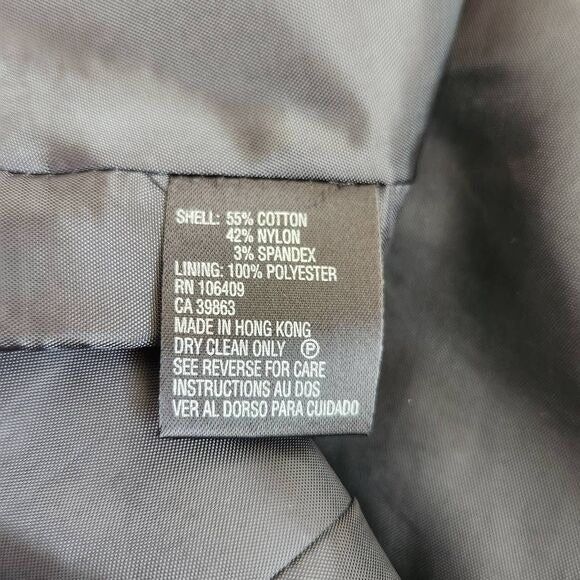 SHELL: 55% COTTON
42% NYLON
3% SPANDEX
LINING: 100% POLYESTER
RN 106409
CA 39863
MADE IN HONG KONG
DRY CLEAN ONLY Ⓟ
SEE REVERSE FOR CARE
INSTRUCTIONS AU DOS
VER AL DORSO PARA CUIDADO